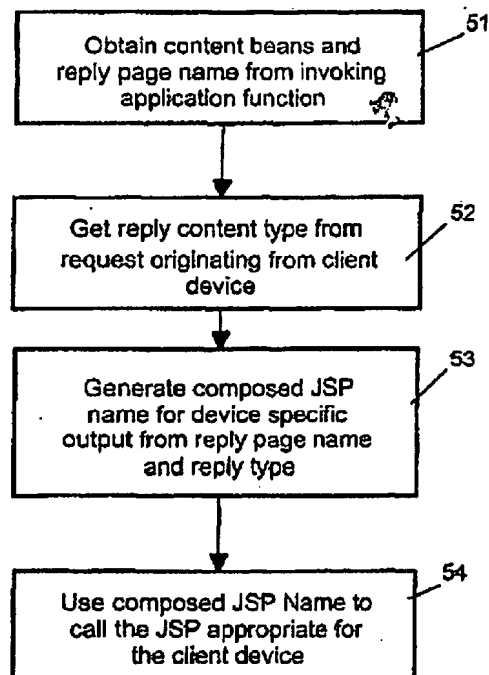 51
Obtain content beans and
reply page name from invoking
application function
52
Get reply content type from
request originating from client
device
53
Generate composed JSP
name for device specific
output from reply page name
and reply type
54
Use composed JSP Name to
call the JSP appropriate for
the client device